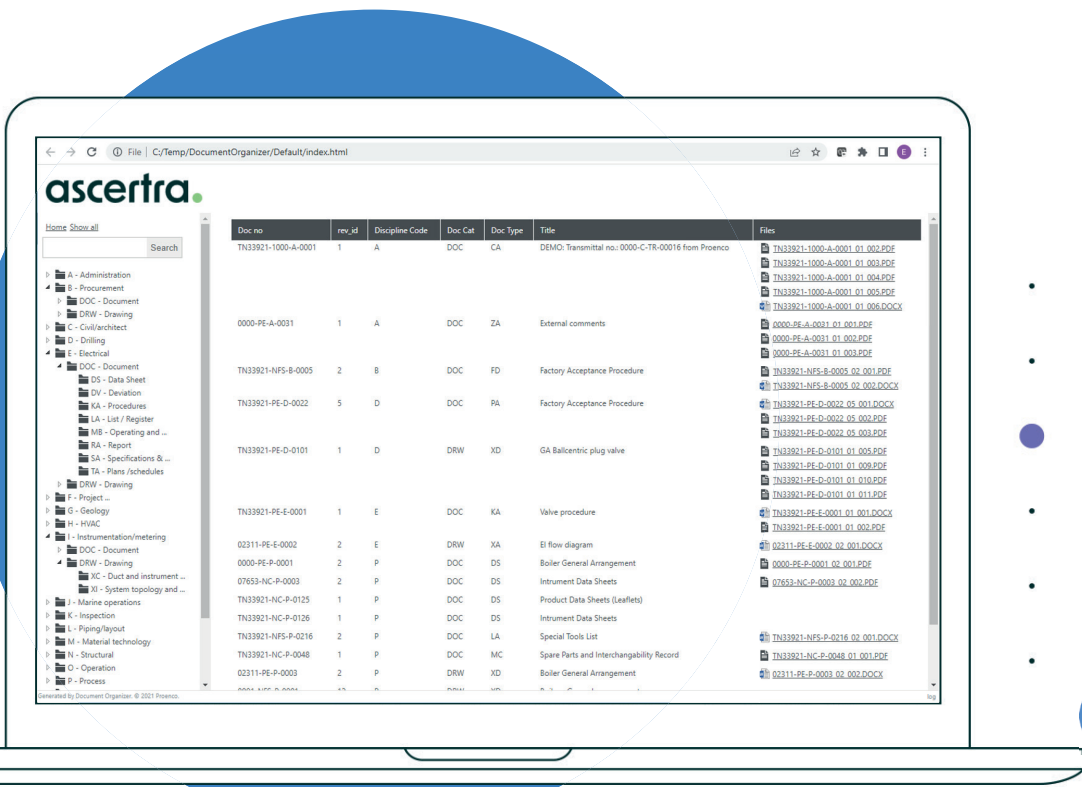 File | C:/Temp/DocumentOrganizer/Default/index.html
E
ascertra.
Home Show all
Search
A - Administration
B - Procurement
DOC - Document
DRW - Drawing
C - Civil/architect
D - Drilling
E - Electrical
DOC - Document
DS - Data Sheet
DV - Deviation
KA - Procedures
LA - List / Register
MB - Operating and ...
RA - Report
SA - Specifications & ...
TA - Plans /schedules
DRW - Drawing
F - Project ...
G - Geology
H - HVAC
I - Instrumentation/metering
DOC - Document
DRW - Drawing
XC - Duct and instrument ...
XI - System topology and ...
J - Marine operations
K - Inspection
L - Piping/layout
M - Material technology
N - Structural
O - Operation
P - Process
Doc no rev_id Discipline Code Doc Cat Doc Type Title Files
TN33921-1000-A-0001 1 A DOC CA DEMO: Transmittal no.: 0000-C-TR-00016 from Proenco TN33921-1000-A-0001 01 002.PDF
TN33921-1000-A-0001 01 003.PDF
TN33921-1000-A-0001 01 004.PDF
TN33921-1000-A-0001 01 005.PDF
TN33921-1000-A-0001 01 006.DOCX
0000-PE-A-0031 1 A DOC ZA External comments 0000-PE-A-0031 01 001.PDF
0000-PE-A-0031 01 002.PDF
0000-PE-A-0031 01 003.PDF
TN33921-NFS-B-0005 2 B DOC FD Factory Acceptance Procedure TN33921-NFS-B-0005 02 001.PDF
TN33921-NFS-B-0005 02 002.DOCX
TN33921-PE-D-0022 5 D DOC PA Factory Acceptance Procedure TN33921-PE-D-0022 05 001.DOCX
TN33921-PE-D-0022 05 002.PDF
TN33921-PE-D-0022 05 003.PDF
TN33921-PE-D-0101 1 D DRW XD GA Ballcentric plug valve TN33921-PE-D-0101 01 005.PDF
TN33921-PE-D-0101 01 009.PDF
TN33921-PE-D-0101 01 010.PDF
TN33921-PE-D-0101 01 011.PDF
TN33921-PE-E-0001 1 E DOC KA Valve procedure TN33921-PE-E-0001 01 001.DOCX
TN33921-PE-E-0001 01 002.PDF
02311-PE-E-0002 2 E DRW XA El flow diagram 02311-PE-E-0002 02 001.DOCX
0000-PE-P-0001 2 P DOC DS Boiler General Arrangement 0000-PE-P-0001 02 001.PDF
07653-NC-P-0003 2 P DOC DS Intrument Data Sheets 07653-NC-P-0003 02 002.PDF
TN33921-NC-P-0125 1 P DOC DS Product Data Sheets (Leaflets)
TN33921-NC-P-0126 1 P DOC DS Intrument Data Sheets
TN33921-NFS-P-0216 2 P DOC LA Special Tools List TN33921-NFS-P-0216 02 001.DOCX
TN33921-NC-P-0048 1 P DOC MC Spare Parts and Interchangability Record TN33921-NC-P-0048 01 001.PDF
02311-PE-P-0003 2 P DRW XD Boiler General Arrangement 02311-PE-P-0003 02 002.DOCX
Generated by Document Organizer. © 2021 Proenco.
log